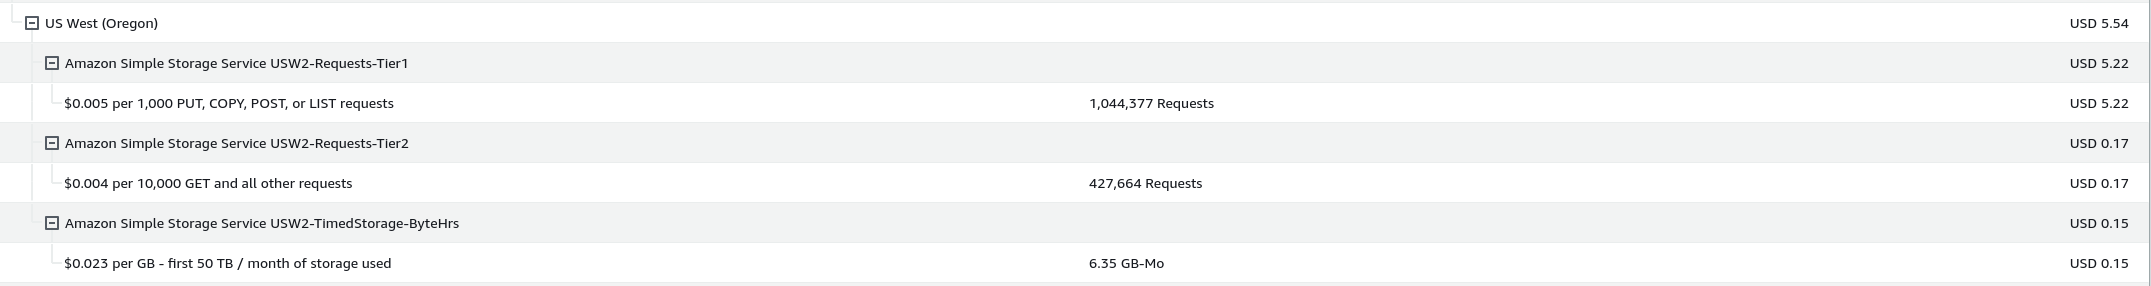 US West (Oregon) USD 5.54
Amazon Simple Storage Service USW2-Requests-Tier1 USD 5.22
$0.005 per 1,000 PUT, COPY, POST, or LIST requests 1,044,377 Requests USD 5.22
Amazon Simple Storage Service USW2-Requests-Tier2 USD 0.17
$0.004 per 10,000 GET and all other requests 427,664 Requests USD 0.17
Amazon Simple Storage Service USW2-TimedStorage-ByteHrs USD 0.15
$0.023 per GB - first 50 TB / month of storage used 6.35 GB-Mo USD 0.15